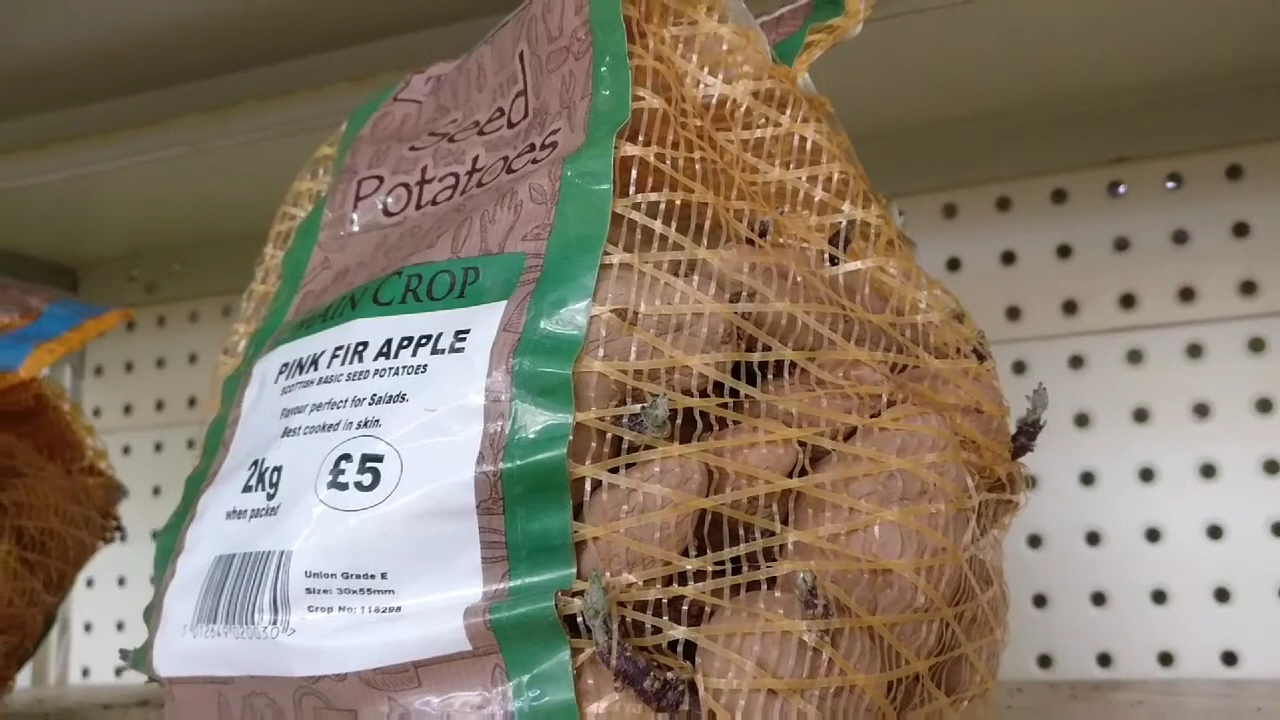 Seed
Potatoes
MAIN CROP
PINK FIR APPLE
SCOTTISH BASIC SEED POTATOES
Flavour perfect for Salads.
Best cooked in skin.
2kg
£5
when packed
Union Grade E
Size: 30x55mm
Crop No: 118298